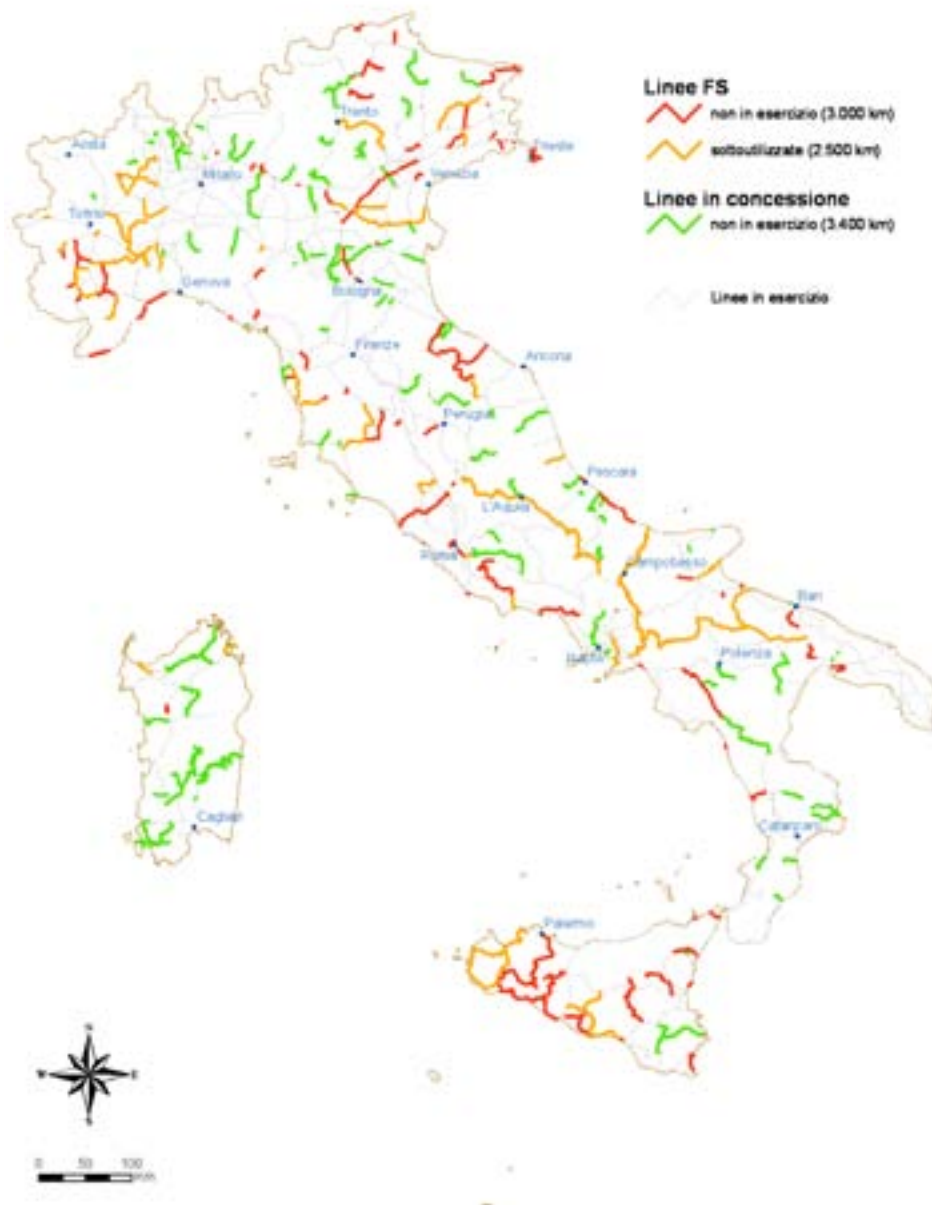 Linee FS
non in esercizio (3.000 km)
sottoutilizzate (2.500 km)
Linee in concessione
non in esercizio (3.400 km)
Linee in esercizio
Trento
Aosta
Trieste
Milano
Venezia
Torino
Genova
Bologna
Firenze
Ancona
Perugia
Pescara
L'Aquila
Roma
Campobasso
Bari
Napoli
Potenza
Cagliari
Catanzaro
Palermo
N
W
E
S
0 50 100
Km